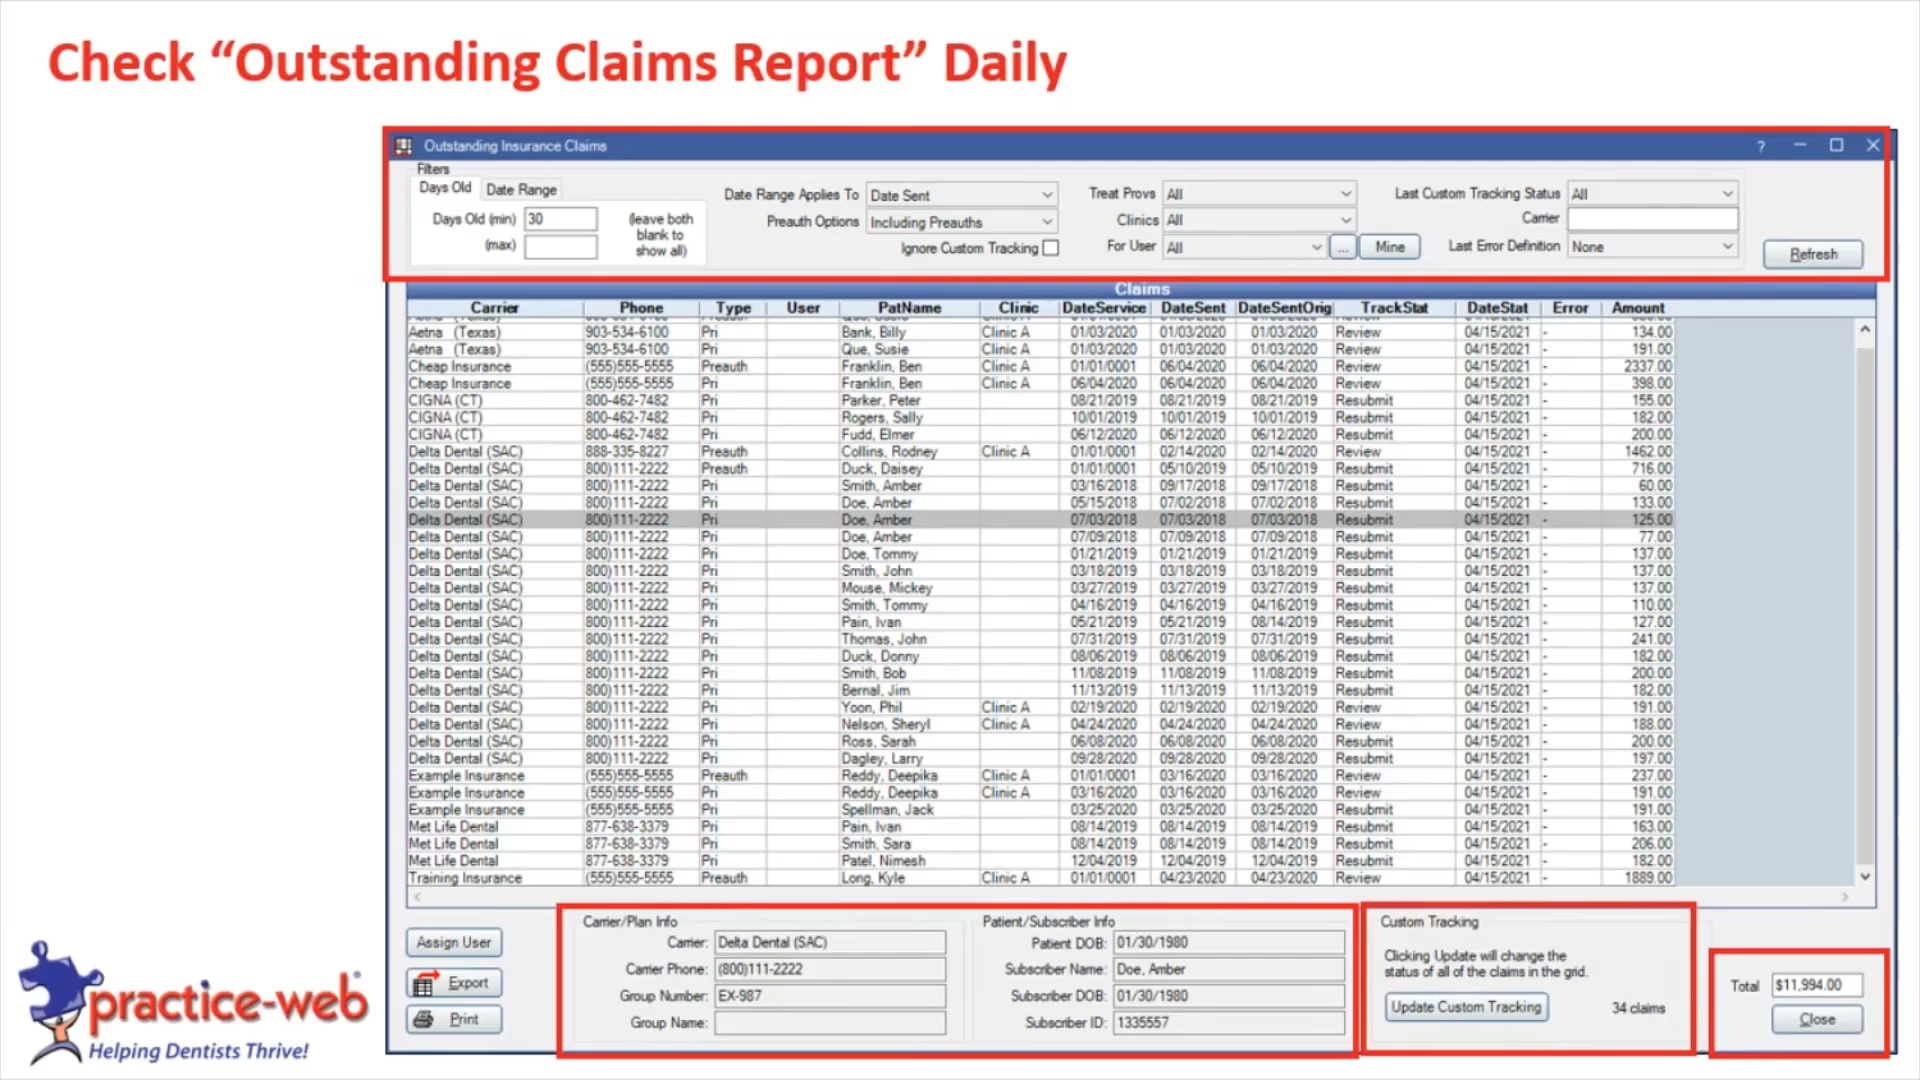 Check “Outstanding Claims Report” Daily
Outstanding Insurance Claims
Filters
Days Old Date Range
Days Old (min) 30
(max)
(leave both
blank to
show all)
Date Range Applies To Date Sent
Preauth Options Including Preauths
Ignore Custom Tracking
Treat Provs All
Clinics All
For User All ... Mine
Last Custom Tracking Status All
Carrier
Last Error Definition None
Refresh
Claims
Carrier Phone Type User PatName Clinic DateService DateSent DateSentOrig TrackStat DateStat Error Amount
Aetna (Texas) 903-534-6100 Pri Bank, Billy Clinic A 01/03/2020 01/03/2020 01/03/2020 Review 04/15/2021 - 134.00
Aetna (Texas) 903-534-6100 Pri Que, Susie Clinic A 01/03/2020 01/03/2020 01/03/2020 Review 04/15/2021 - 191.00
Cheap Insurance (555)555-5555 Preauth Franklin, Ben Clinic A 01/01/0001 06/04/2020 06/04/2020 Review 04/15/2021 - 2337.00
Cheap Insurance (555)555-5555 Pri Franklin, Ben Clinic A 06/04/2020 06/04/2020 06/04/2020 Review 04/15/2021 - 398.00
CIGNA (CT) 800-462-7482 Pri Parker, Peter 08/21/2019 08/21/2019 08/21/2019 Resubmit 04/15/2021 - 155.00
CIGNA (CT) 800-462-7482 Pri Rogers, Sally 10/01/2019 10/01/2019 10/01/2019 Resubmit 04/15/2021 - 182.00
CIGNA (CT) 800-462-7482 Pri Fudd, Elmer 06/12/2020 06/12/2020 06/12/2020 Resubmit 04/15/2021 - 200.00
Delta Dental (SAC) 888-335-8227 Preauth Collins, Rodney Clinic A 01/01/0001 02/14/2020 02/14/2020 Review 04/15/2021 - 1462.00
Delta Dental (SAC) 800)111-2222 Preauth Duck, Daisey 01/01/0001 05/10/2019 05/10/2019 Resubmit 04/15/2021 - 716.00
Delta Dental (SAC) 800)111-2222 Pri Smith, Amber 03/16/2018 09/17/2018 09/17/2018 Resubmit 04/15/2021 - 60.00
Delta Dental (SAC) 800)111-2222 Pri Doe, Amber 05/15/2018 07/02/2018 07/02/2018 Resubmit 04/15/2021 - 133.00
Delta Dental (SAC) 800)111-2222 Pri Doe, Amber 07/03/2018 07/03/2018 07/03/2018 Resubmit 04/15/2021 - 125.00
Delta Dental (SAC) 800)111-2222 Pri Doe, Amber 07/09/2018 07/09/2018 07/09/2018 Resubmit 04/15/2021 - 77.00
Delta Dental (SAC) 800)111-2222 Pri Doe, Tommy 01/21/2019 01/21/2019 01/21/2019 Resubmit 04/15/2021 - 137.00
Delta Dental (SAC) 800)111-2222 Pri Smith, John 03/18/2019 03/18/2019 03/18/2019 Resubmit 04/15/2021 - 137.00
Delta Dental (SAC) 800)111-2222 Pri Mouse, Mickey 03/27/2019 03/27/2019 03/27/2019 Resubmit 04/15/2021 - 137.00
Delta Dental (SAC) 800)111-2222 Pri Smith, Tommy 04/16/2019 04/16/2019 04/16/2019 Resubmit 04/15/2021 - 110.00
Delta Dental (SAC) 800)111-2222 Pri Pain, Ivan 05/21/2019 05/21/2019 08/14/2019 Resubmit 04/15/2021 - 127.00
Delta Dental (SAC) 800)111-2222 Pri Thomas, John 07/31/2019 07/31/2019 07/31/2019 Resubmit 04/15/2021 - 241.00
Delta Dental (SAC) 800)111-2222 Pri Duck, Donny 08/06/2019 08/06/2019 08/06/2019 Resubmit 04/15/2021 - 182.00
Delta Dental (SAC) 800)111-2222 Pri Smith, Bob 11/08/2019 11/08/2019 11/08/2019 Resubmit 04/15/2021 - 200.00
Delta Dental (SAC) 800)111-2222 Pri Bernal, Jim 11/13/2019 11/13/2019 11/13/2019 Resubmit 04/15/2021 - 182.00
Delta Dental (SAC) 800)111-2222 Pri Yoon, Phil Clinic A 02/19/2020 02/19/2020 02/19/2020 Review 04/15/2021 - 191.00
Delta Dental (SAC) 800)111-2222 Pri Nelson, Sheryl Clinic A 04/24/2020 04/24/2020 04/24/2020 Review 04/15/2021 - 188.00
Delta Dental (SAC) 800)111-2222 Pri Ross, Sarah 06/08/2020 06/08/2020 06/08/2020 Resubmit 04/15/2021 - 200.00
Delta Dental (SAC) 800)111-2222 Pri Dagley, Larry 09/28/2020 09/28/2020 09/28/2020 Resubmit 04/15/2021 - 197.00
Example Insurance (555)555-5555 Preauth Reddy, Deepika Clinic A 01/01/0001 03/16/2020 03/16/2020 Review 04/15/2021 - 237.00
Example Insurance (555)555-5555 Pri Reddy, Deepika Clinic A 03/16/2020 03/16/2020 03/16/2020 Review 04/15/2021 - 191.00
Example Insurance (555)555-5555 Pri Spellman, Jack 03/25/2020 03/25/2020 03/25/2020 Resubmit 04/15/2021 - 191.00
Met Life Dental 877-638-3379 Pri Pain, Ivan 08/14/2019 08/14/2019 08/14/2019 Resubmit 04/15/2021 - 163.00
Met Life Dental 877-638-3379 Pri Smith, Sara 08/14/2019 08/14/2019 08/14/2019 Resubmit 04/15/2021 - 206.00
Met Life Dental 877-638-3379 Pri Patel, Nimesh 12/04/2019 12/04/2019 12/04/2019 Resubmit 04/15/2021 - 182.00
Training Insurance (555)555-5555 Preauth Long, Kyle Clinic A 01/01/0001 04/23/2020 04/23/2020 Review 04/15/2021 - 1889.00
Assign User
Export
Print
Carrier/Plan Info
Carrier: Delta Dental (SAC)
Carrier Phone: (800)111-2222
Group Number: EX-987
Group Name:
Patient/Subscriber Info
Patient DOB: 01/30/1980
Subscriber Name: Doe, Amber
Subscriber DOB: 01/30/1980
Subscriber ID: 1335557
Custom Tracking
Clicking Update will change the
status of all of the claims in the grid.
Update Custom Tracking 34 claims
Total $11,994.00
Close
practice-web®
Helping Dentists Thrive!